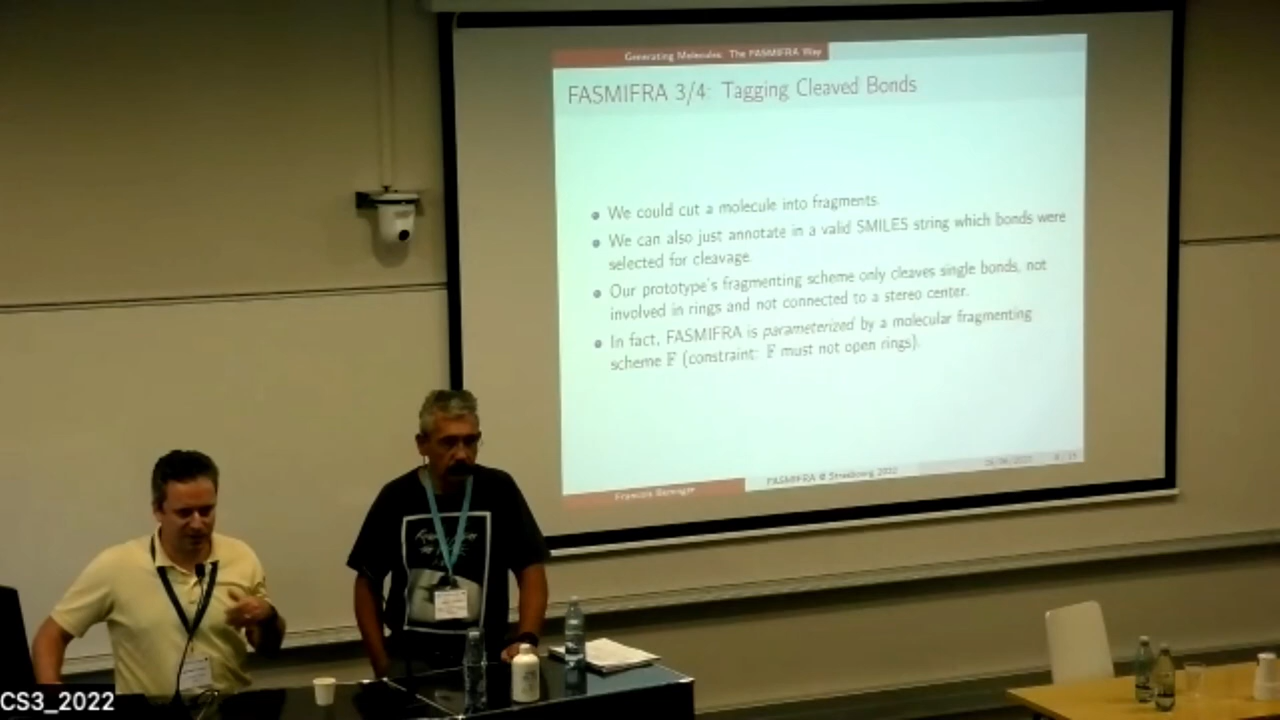 Generating Molecules: The FASMIFRA Way
FASMIFRA 3/4: Tagging Cleaved Bonds
We could cut a molecule into fragments.
We can also just annotate in a valid SMILES string which bonds were
selected for cleavage.
Our prototype's fragmenting scheme only cleaves single bonds, not
involved in rings and not connected to a stereo center.
In fact, FASMIFRA is parameterized by a molecular fragmenting
scheme F (constraint: F must not open rings).
Francois Berenger
FASMIFRA @ Strasbourg 2022
CS3_2022